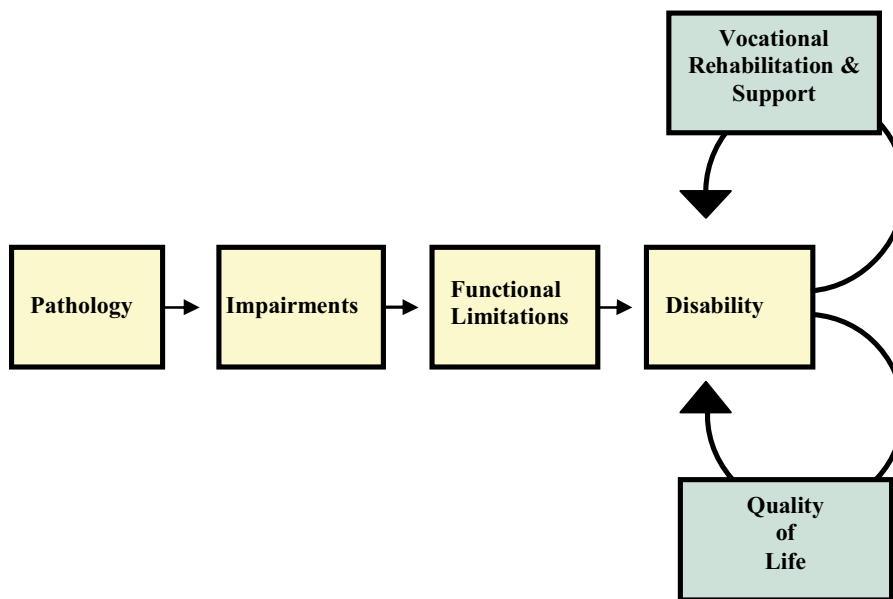 Vocational
Rehabilitation &
Support
Pathology
Impairments
Functional
Limitations
Disability
Quality
of
Life